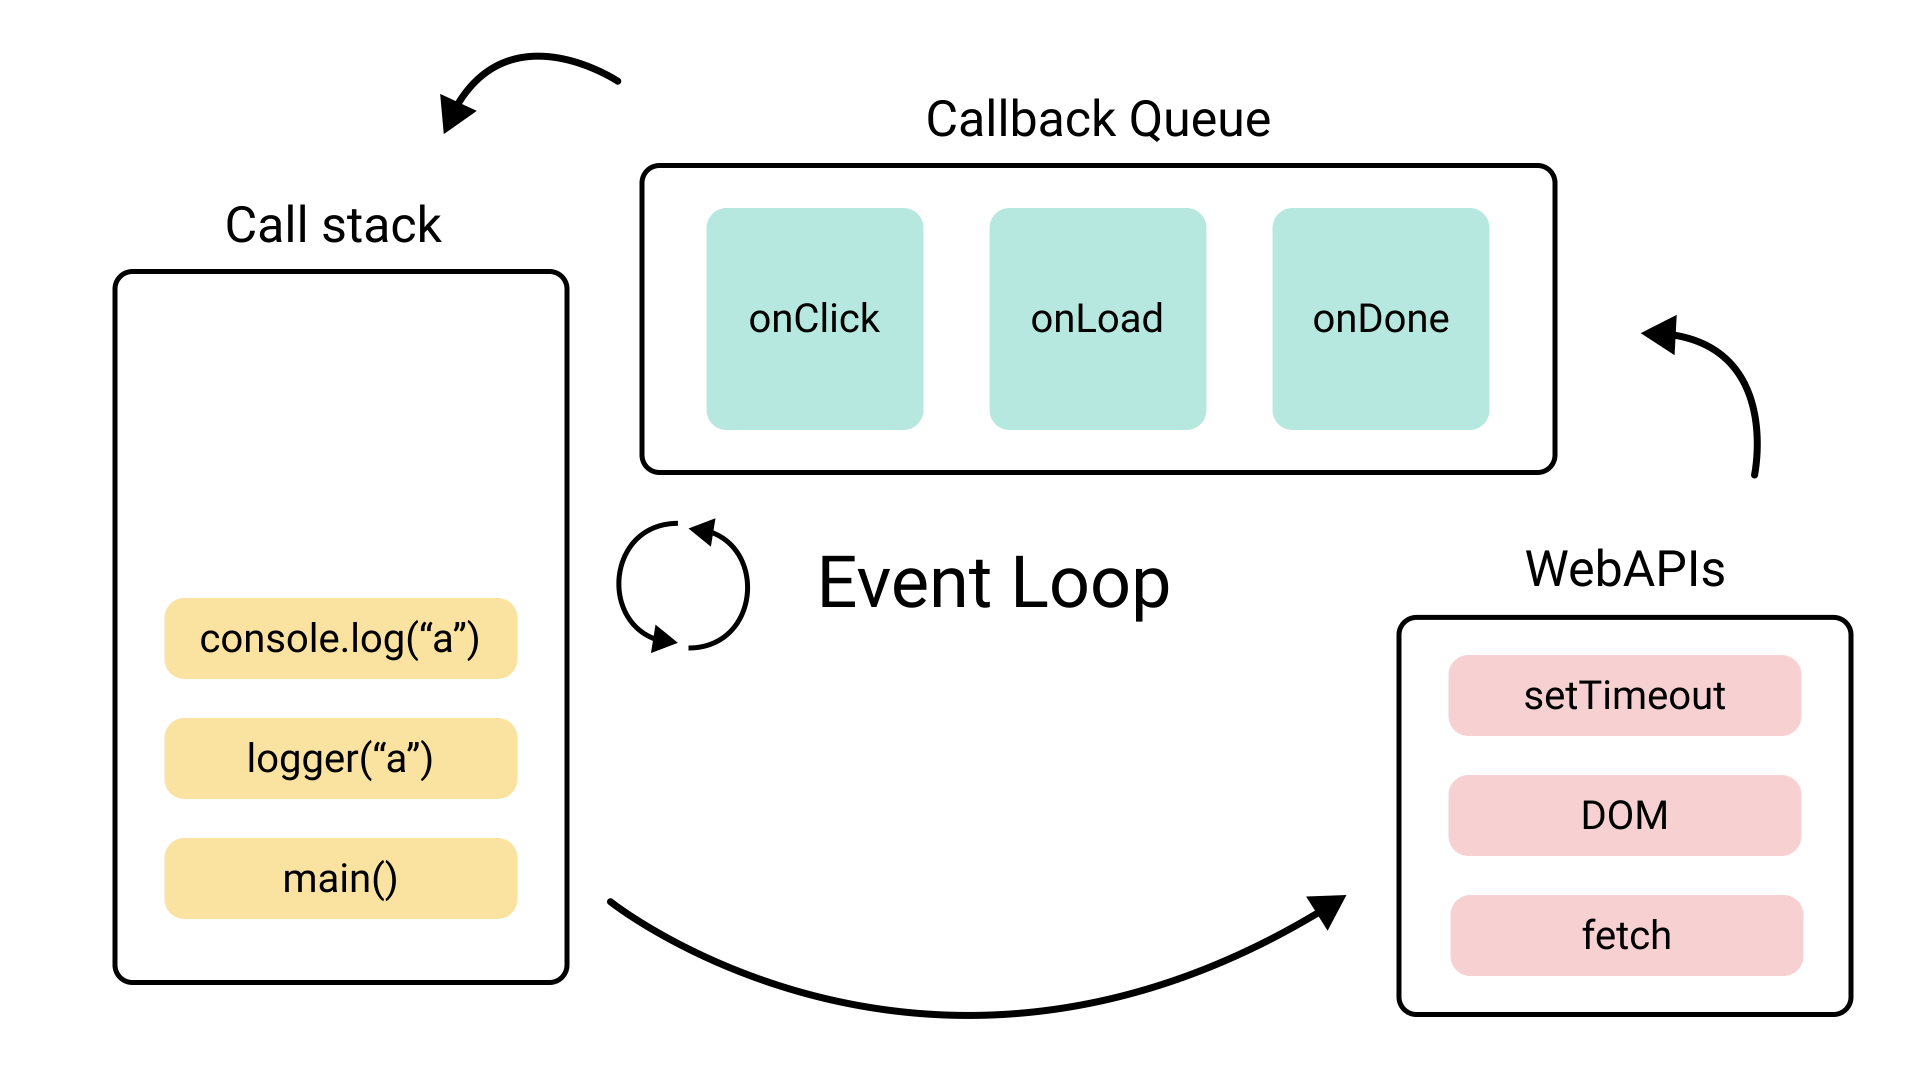 Callback Queue
onClick
onLoad
onDone
Call stack
console.log(“a”)
logger(“a”)
main()
Event Loop
WebAPIs
setTimeout
DOM
fetch